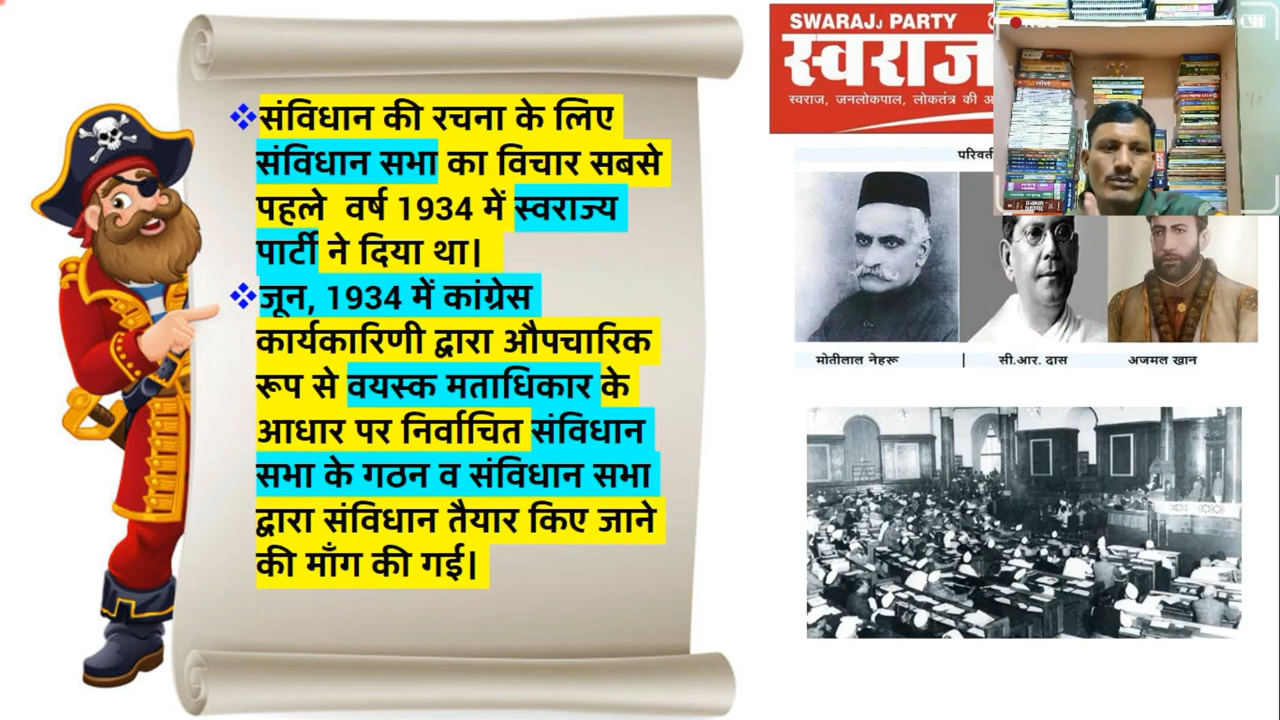 ❖संविधान की रचना के लिए
संविधान सभा का विचार सबसे
पहले वर्ष 1934 में स्वराज्य
पार्टी ने दिया था|
❖जून, 1934 में कांग्रेस
कार्यकारिणी द्वारा औपचारिक
रूप से वयस्क मताधिकार के
आधार पर निर्वाचित संविधान
सभा के गठन व संविधान सभा
द्वारा संविधान तैयार किए जाने
की माँग की गई|
SWARAJJ PARTY
स्वराज
स्वराज, जनलोकपाल, लोकतंत्र की
मोतीलाल नेहरू | सी.आर. दास अजमल खान